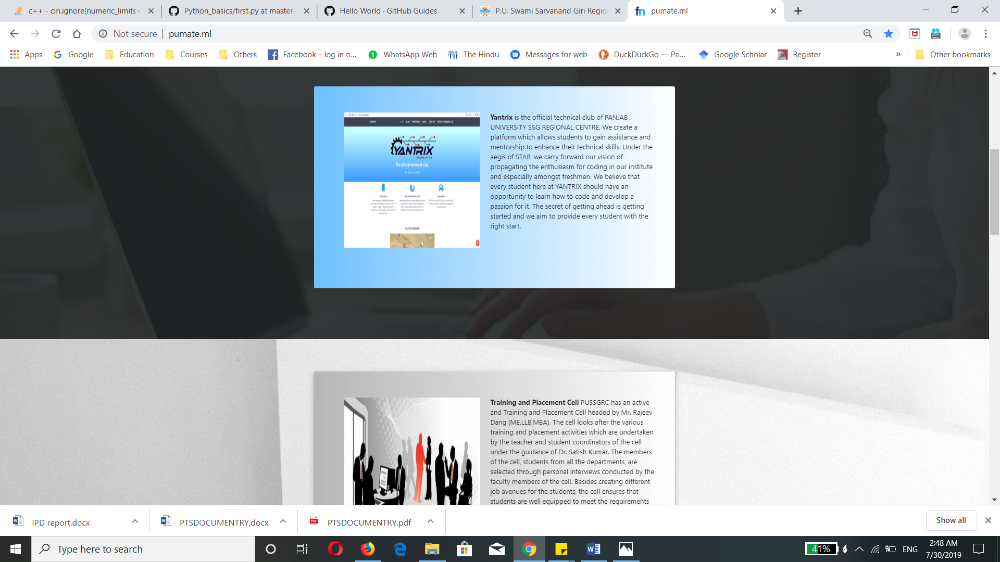 c++ - cin.ignore(numeric_limits<
Python_basics/first.py at master
Hello World · GitHub Guides
P.U. Swami Sarvanand Giri Regio
pumate.ml
Not secure | pumate.ml
Apps
Google
Education
Courses
Others
Facebook – log in o...
WhatsApp Web
The Hindu
Messages for web
DuckDuckGo — Pri...
Google Scholar
Register
»
Other bookmarks
YANTRIX
The official technical club.
LATEST WORKS
Yantrix is the official technical club of PANJAB
UNIVERSITY SSG REGIONAL CENTRE. We create a
platform which allows students to gain assistance and
mentorship to enhance their technical skills. Under the
aegis of STAB, we carry forward our vision of
propagating the enthusiasm for coding in our institute
and especially amongst freshmen. We believe that
every student here at YANTRIX should have an
opportunity to learn how to code and develop a
passion for it. The secret of getting ahead is getting
started and we aim to provide every student with the
right start.
Training and Placement Cell PUSSGRC has an active
and Training and Placement Cell headed by Mr. Rajeev
Dang (ME,LLB,MBA). The cell looks after the various
training and placement activities which are undertaken
by the teacher and student coordinators of the cell
under the guidance of Dr. Satish Kumar. The members
of the cell, students from all the departments, are
selected through personal interviews conducted by the
faculty members of the cell. Besides creating different
job avenues for the students, the cell ensures that
students are well equipped to meet the requirements
IPD report.docx
PTSDOCUMENTRY.docx
PTSDOCUMENTRY.pdf
Show all
Type here to search
41%
ENG
2:48 AM
7/30/2019